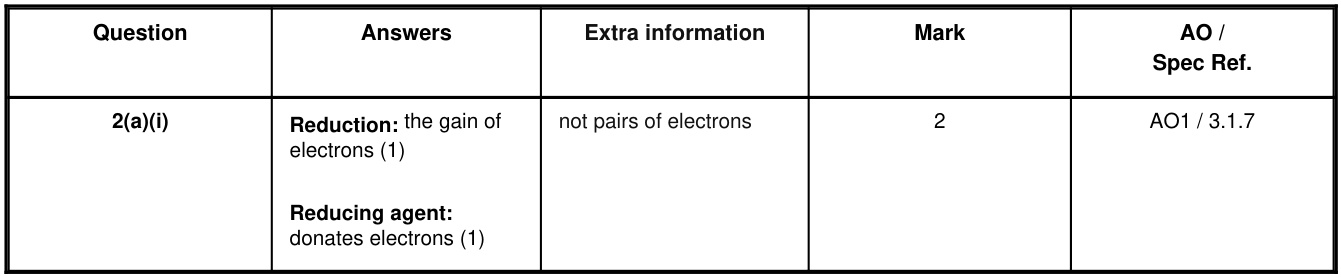 Question Answers Extra information Mark AO /
Spec Ref.
2(a)(i) Reduction: the gain of not pairs of electrons 2 AO1 / 3.1.7
electrons (1)
Reducing agent:
donates electrons (1)